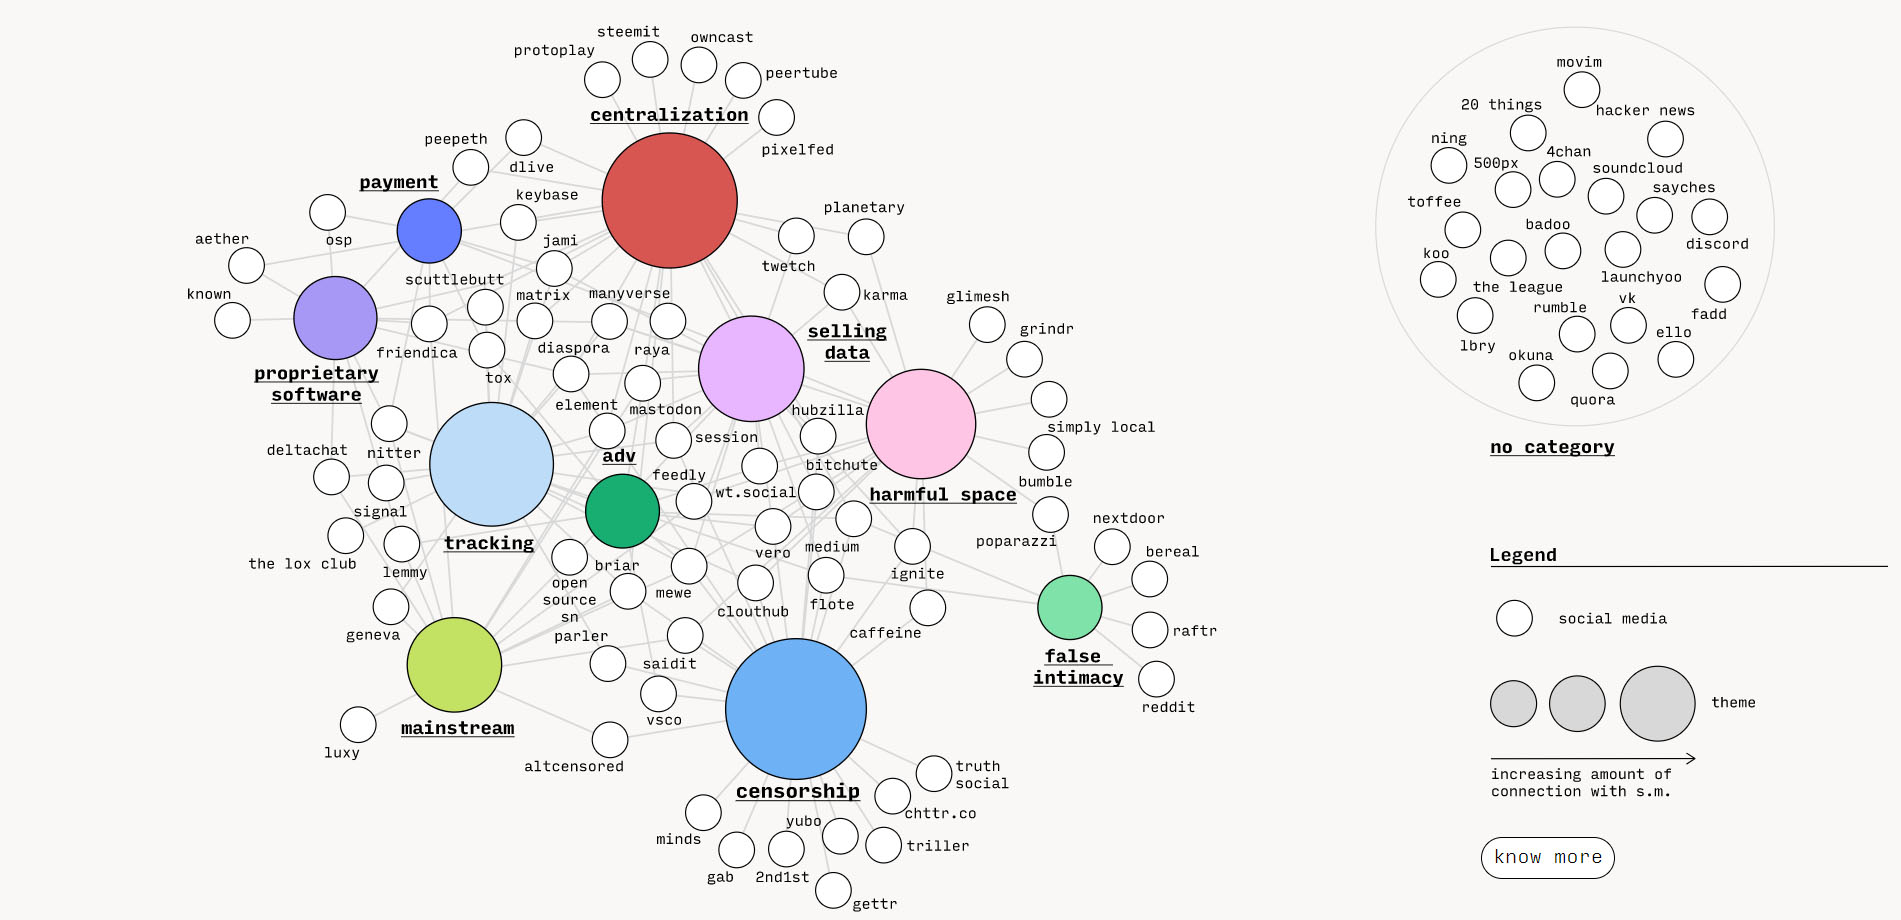 steemit
owncast
protoplay
peertube
centralization
pixelfed
peepeth
dlive
payment
keybase
planetary
osp
aether
jami
twetch
scuttlebutt
known
matrix
manyverse
karma
glimesh
selling
data
grindr
friendica
diaspora
raya
proprietary
software
tox
element
mastodon
hubzilla
simply local
deltachat
nitter
session
adv
feedly
wt.social
bitchute
harmful space
bumble
signal
tracking
nextdoor
the lox club
lemmy
open
source
sn
briar
mewe
vero
medium
poparazzi
bereal
ignite
clouthub
flote
geneva
parler
caffeine
raftr
saidit
false
intimacy
mainstream
vsco
reddit
luxy
altcensored
truth
social
censorship
chttr.co
minds
yubo
triller
gab
2nd1st
gettr
movim
20 things
hacker news
ning
500px
4chan
soundcloud
sayches
toffee
badoo
discord
koo
the league
launchyoo
rumble
vk
fadd
lbry
ello
okuna
quora
no category
Legend
social media
theme
increasing amount of
connection with s.m.
know more